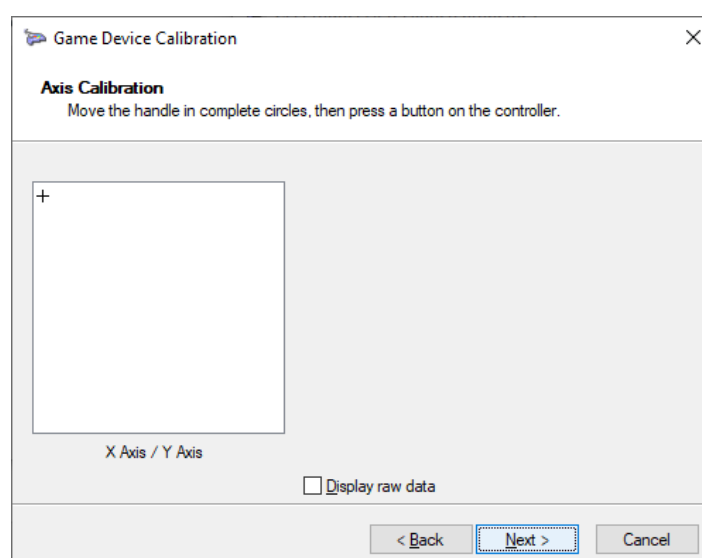 Game Device Calibration
Axis Calibration
Move the handle in complete circles, then press a button on the controller.
X Axis / Y Axis
Display raw data
< Back Next > Cancel